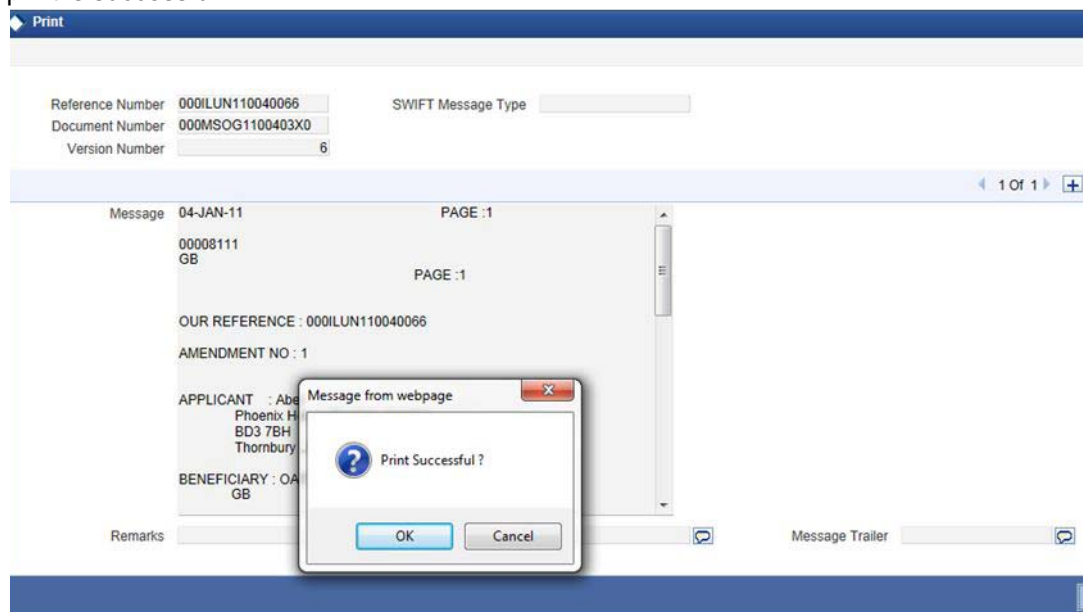 Print
Reference Number 000ILUN110040066 SWIFT Message Type
Document Number 000MSOG1100403X0
Version Number 6
1 Of 1
Message 04-JAN-11 PAGE :1
00008111
GB
PAGE :1
OUR REFERENCE : 000ILUN110040066
AMENDMENT NO : 1
APPLICANT : Abe
Phoenix H
BD3 7BH
Thornbury
BENEFICIARY : OA
GB
Message from webpage
Print Successful ?
OK Cancel
Remarks Message Trailer